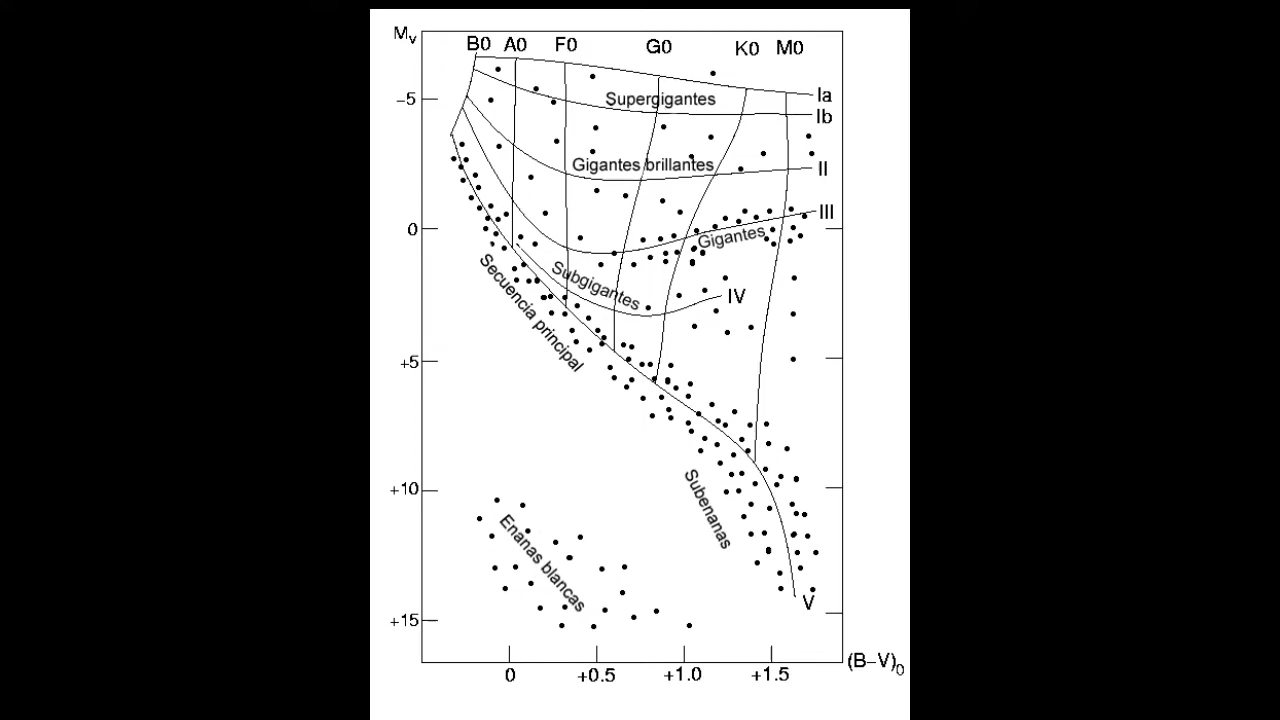 Mv
B0 A0 F0 G0 K0 M0
Ia
−5
Supergigantes
Ib
Gigantes brillantes
II
III
0
Gigantes
Secuencia principal
Subgigantes
IV
+5
Subenanas
+10
Enanas blancas
V
+15
(B−V)0
0 +0.5 +1.0 +1.5